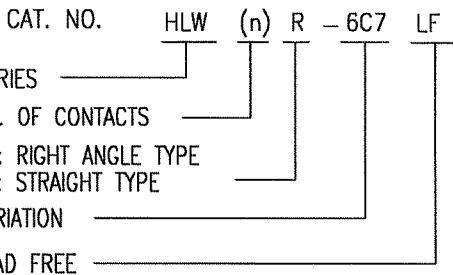 CAT. NO. HLW (n) R - 6C7 LF
RIES
. OF CONTACTS
: RIGHT ANGLE TYPE
: STRAIGHT TYPE
RIATION
AD FREE